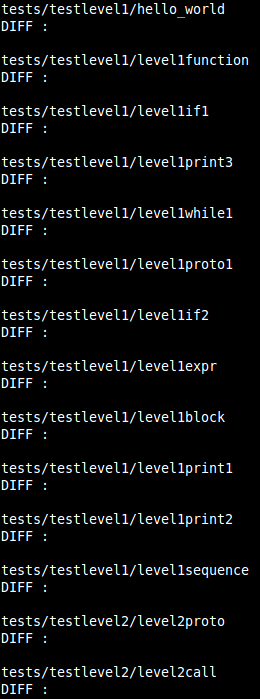 tests/testlevel1/hello_world
DIFF :
tests/testlevel1/level1function
DIFF :
tests/testlevel1/level1if1
DIFF :
tests/testlevel1/level1print3
DIFF :
tests/testlevel1/level1while1
DIFF :
tests/testlevel1/level1proto1
DIFF :
tests/testlevel1/level1if2
DIFF :
tests/testlevel1/level1expr
DIFF :
tests/testlevel1/level1block
DIFF :
tests/testlevel1/level1print1
DIFF :
tests/testlevel1/level1print2
DIFF :
tests/testlevel1/level1sequence
DIFF :
tests/testlevel2/level2proto
DIFF :
tests/testlevel2/level2call
DIFF :